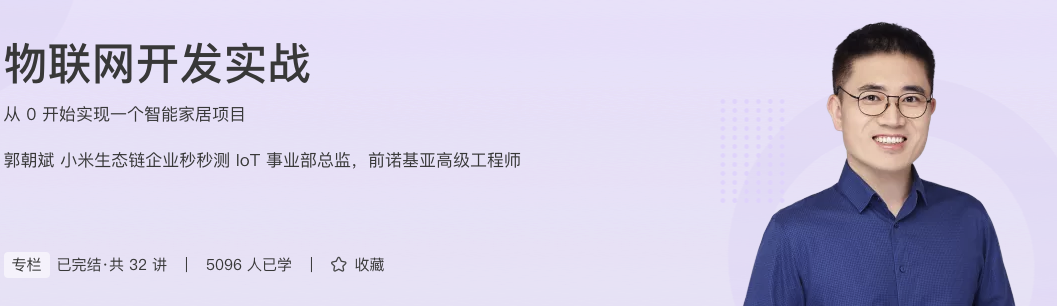 物联网开发实战
从 0 开始实现一个智能家居项目
郭朝斌 小米生态链企业秒秒测 IoT 事业部总监，前诺基亚高级工程师
专栏 已完结·共 32 讲 | 5096 人已学 | 收藏